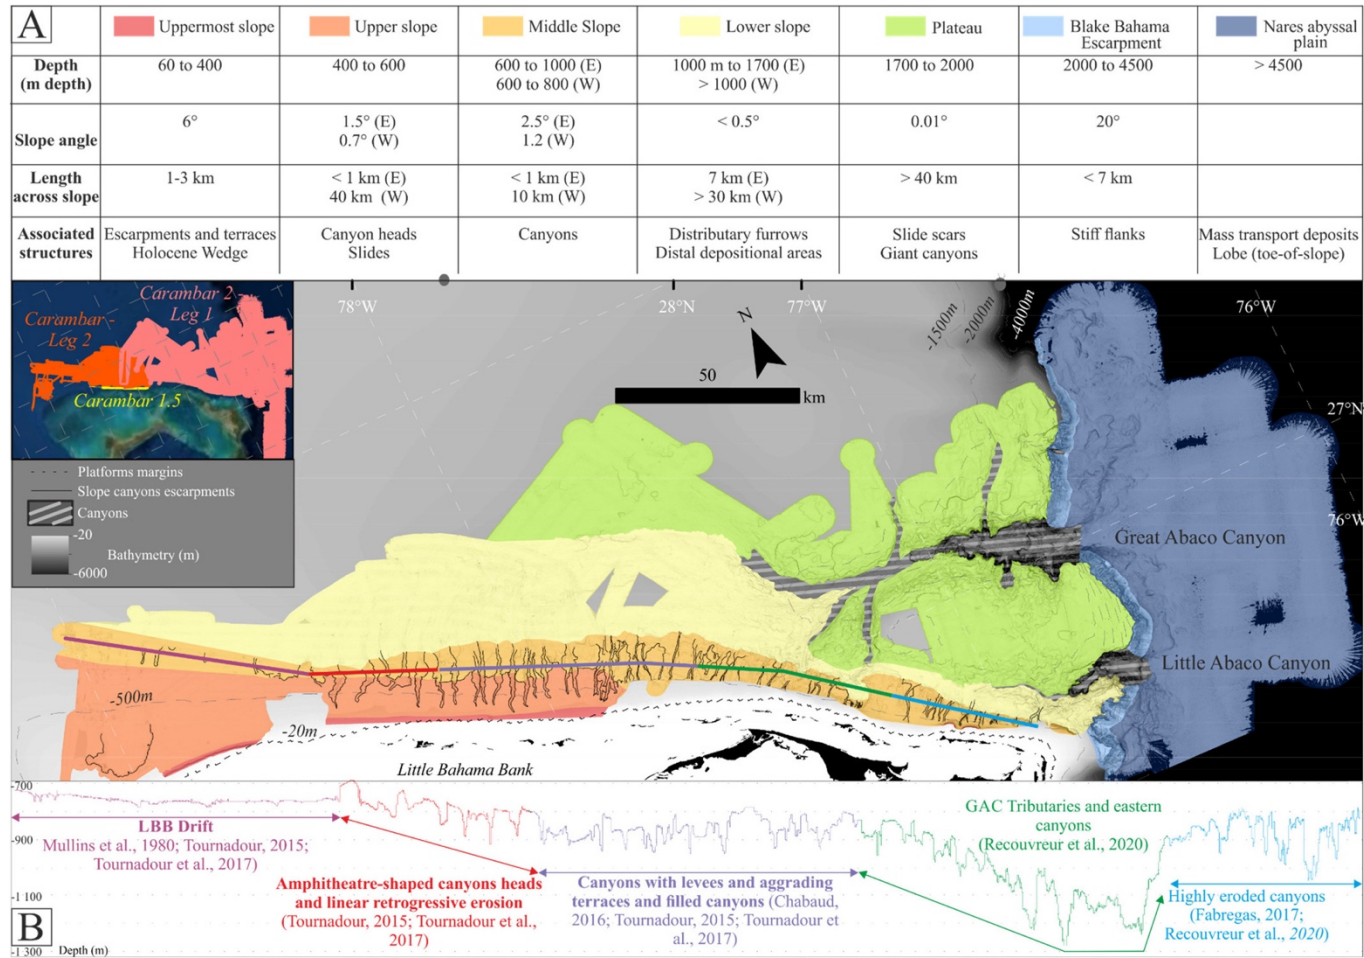 A
Uppermost slope
Upper slope
Middle Slope
Lower slope
Plateau
Blake Bahama
Escarpment
Nares abyssal
plain
Depth
(m depth)
60 to 400
400 to 600
600 to 1000 (E)
600 to 800 (W)
1000 m to 1700 (E)
> 1000 (W)
1700 to 2000
2000 to 4500
> 4500
Slope angle
6°
1.5° (E)
0.7° (W)
2.5° (E)
1.2 (W)
< 0.5°
0.01°
20°
Length
across slope
1-3 km
< 1 km (E)
40 km (W)
< 1 km (E)
10 km (W)
7 km (E)
> 30 km (W)
> 40 km
< 7 km
Associated
structures
Escarpments and terraces
Holocene Wedge
Canyon heads
Slides
Canyons
Distributary furrows
Distal depositional areas
Slide scars
Giant canyons
Stiff flanks
Mass transport deposits
Lobe (toe-of-slope)
Carambar 2 -
Leg 1
Carambar -
Leg 2
Carambar 1.5
Platforms margins
Slope canyons escarpments
Canyons
-20
Bathymetry (m)
-6000
78°W
28°N
77°W
76°W
27°N
76°W
-1500m
-2000m
-4000m
N
50
km
Great Abaco Canyon
Little Abaco Canyon
-500m
-20m
Little Bahama Bank
B
-700
-900
-1 100
-1 300
Depth (m)
LBB Drift
Mullins et al., 1980; Tournadour, 2015;
Tournadour et al., 2017)
Amphitheatre-shaped canyons heads
and linear retrogressive erosion
(Tournadour, 2015; Tournadour et al.,
2017)
Canyons with levees and aggrading
terraces and filled canyons (Chabaud,
2016; Tournadour, 2015; Tournadour et
al., 2017)
GAC Tributaries and eastern
canyons
(Recouvreur et al., 2020)
Highly eroded canyons
(Fabregas, 2017;
Recouvreur et al., 2020)